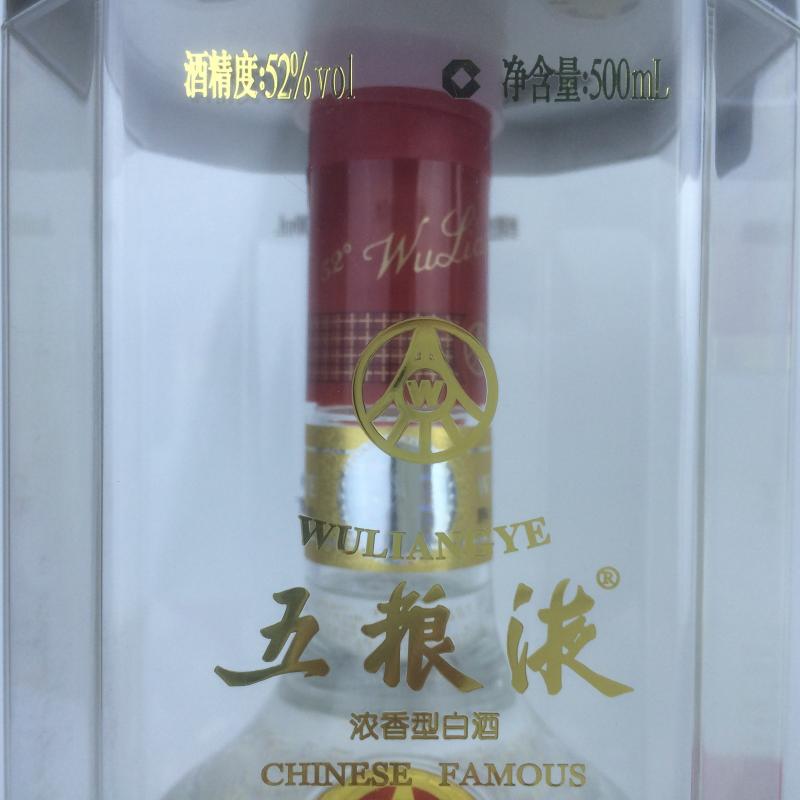 酒精度:52%vol 净含量:500mL
52° WuLia
W
WULIANGYE
五粮液®
浓香型白酒
CHINESE FAMOUS